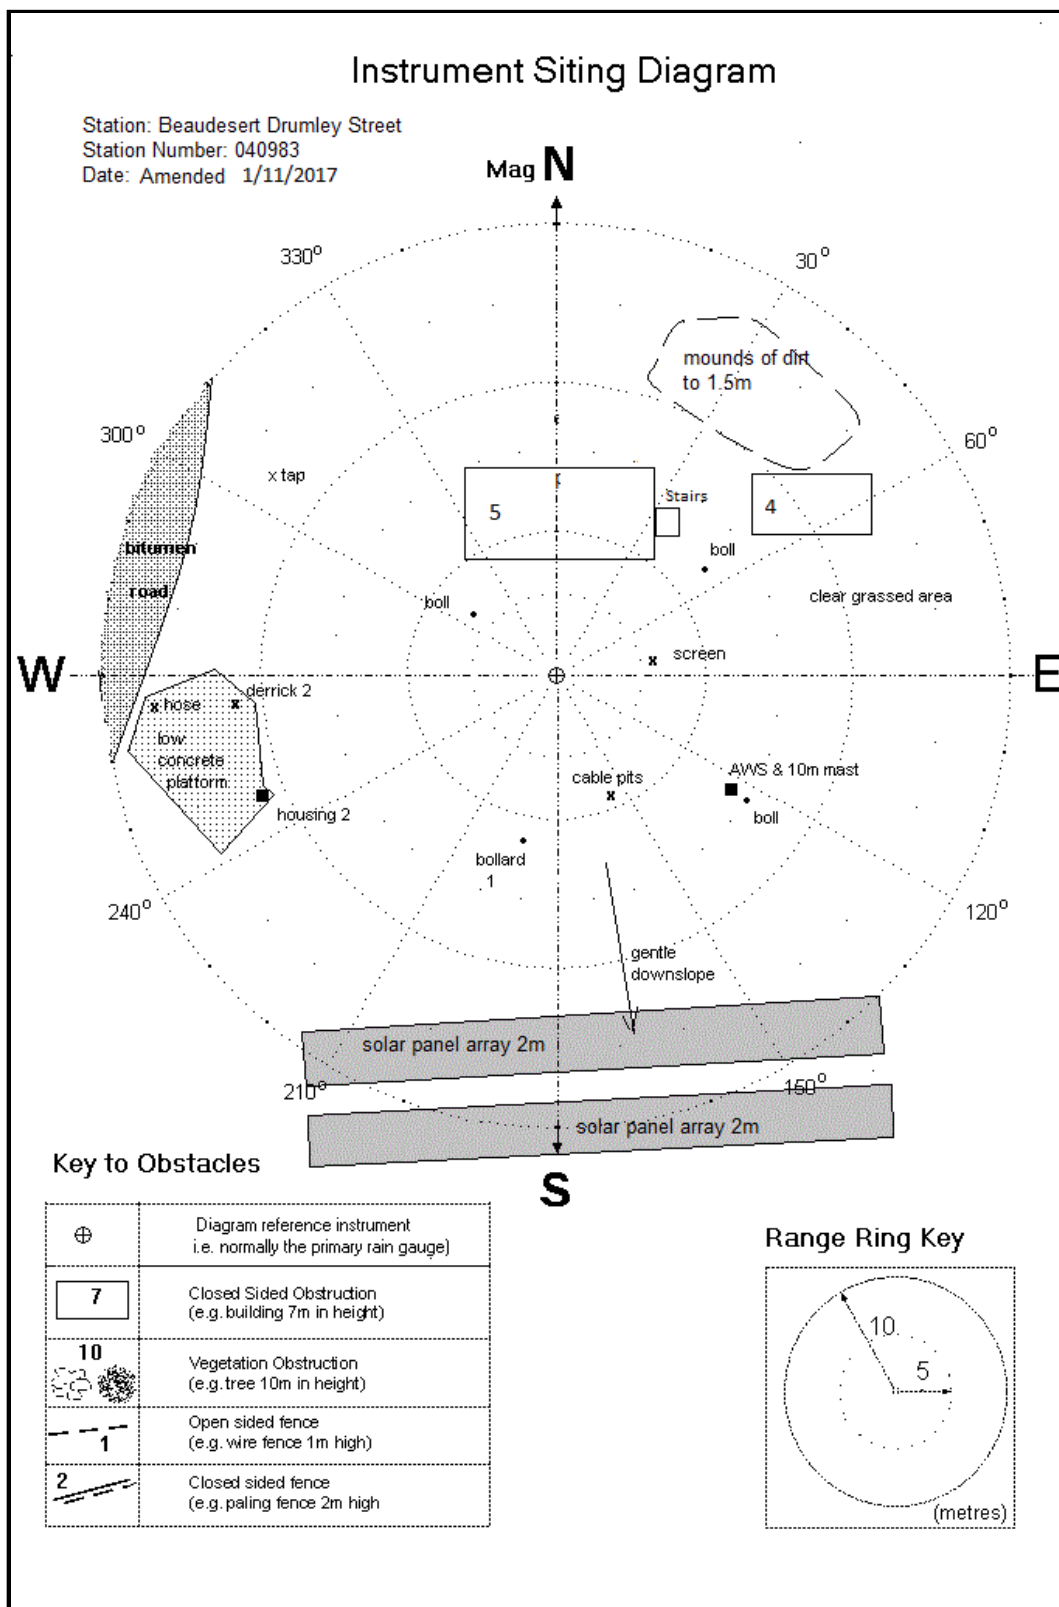 Instrument Siting Diagram
Station: Beaudesert Drumley Street
Station Number: 040983
Date: Amended 1/11/2017
Mag N
330°
30°
mounds of dirt
to 1.5m
300°
60°
x tap
Stairs
5
4
bitumen
road
boll
boll
clear grassed area
screen
W
E
derrick 2
x hose
low
concrete
platform
housing 2
cable pits
x
AWS & 10m mast
boll
bollard
1
240°
120°
gentle
downslope
solar panel array 2m
210°
150°
solar panel array 2m
S
Key to Obstacles
Diagram reference instrument
i.e. normally the primary rain gauge)
7
Closed Sided Obstruction
(e.g. building 7m in height)
10
Vegetation Obstruction
(e.g. tree 10m in height)
1
Open sided fence
(e.g. wire fence 1m high)
2
Closed sided fence
(e.g. paling fence 2m high
Range Ring Key
10
5
(metres)